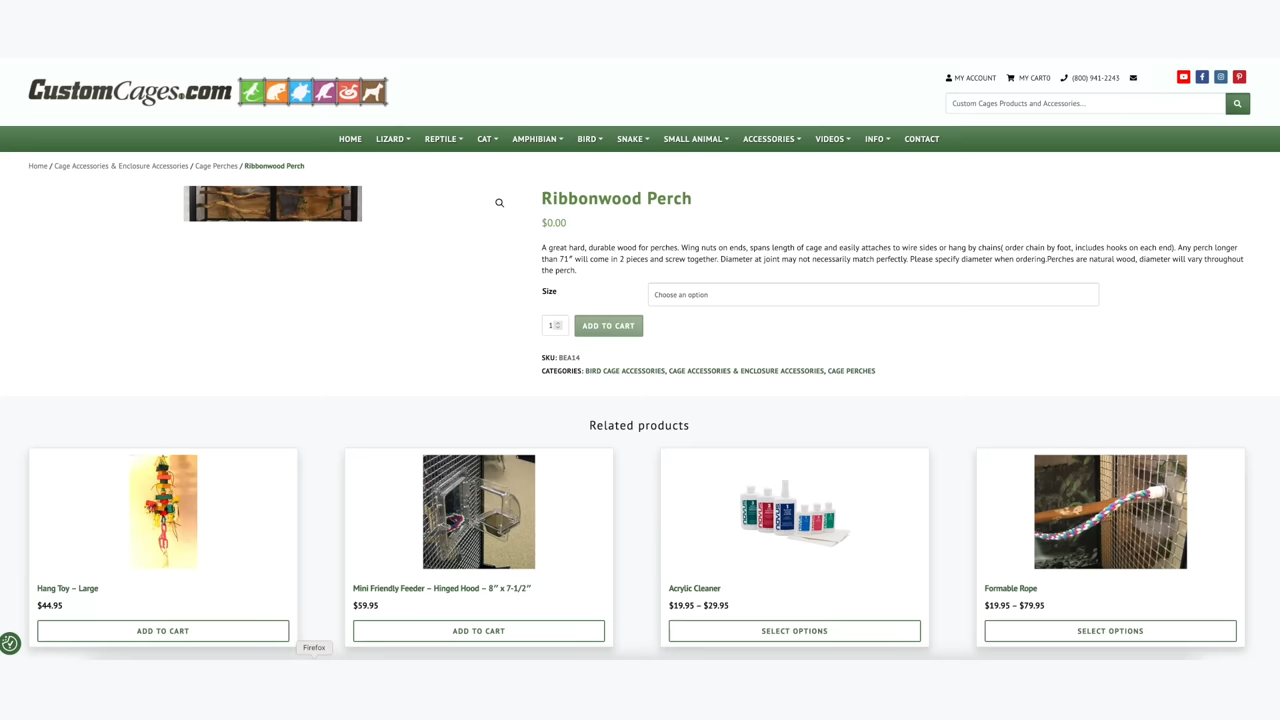 CustomCages.com
MY ACCOUNT MY CART0 (800) 941-2243
Custom Cages Products and Accessories...
HOME LIZARD REPTILE CAT AMPHIBIAN BIRD SNAKE SMALL ANIMAL ACCESSORIES VIDEOS INFO CONTACT
Home / Cage Accessories & Enclosure Accessories / Cage Perches / Ribbonwood Perch
Ribbonwood Perch
$0.00
A great hard, durable wood for perches. Wing nuts on ends, spans length of cage and easily attaches to wire sides or hang by chains( order chain by foot, includes hooks on each end). Any perch longer
than 71″ will come in 2 pieces and screw together. Diameter at joint may not necessarily match perfectly. Please specify diameter when ordering.Perches are natural wood, diameter will vary throughout
the perch.
Size
Choose an option
1
ADD TO CART
SKU: BEA14
CATEGORIES: BIRD CAGE ACCESSORIES, CAGE ACCESSORIES & ENCLOSURE ACCESSORIES, CAGE PERCHES
Related products
Hang Toy – Large
$44.95
ADD TO CART
Mini Friendly Feeder – Hinged Hood – 8″ x 7-1/2″
$59.95
ADD TO CART
Acrylic Cleaner
$19.95 – $29.95
SELECT OPTIONS
Formable Rope
$19.95 – $79.95
SELECT OPTIONS
Firefox